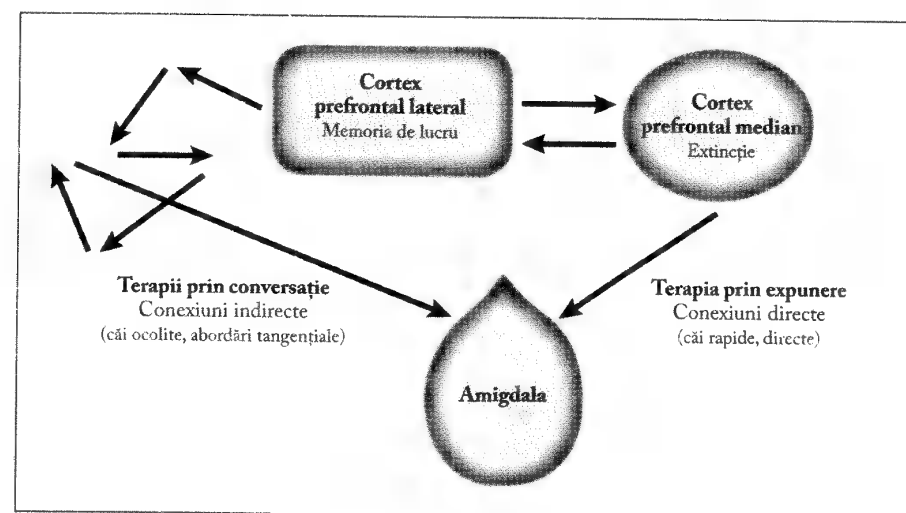 Cortex
prefrontal lateral
Memoria de lucru
Cortex
prefrontal median
Extincție
Terapii prin conversație
Conexiuni indirecte
(căi ocolite, abordări tangențiale)
Terapia prin expunere
Conexiuni directe
(căi rapide, directe)
Amigdala